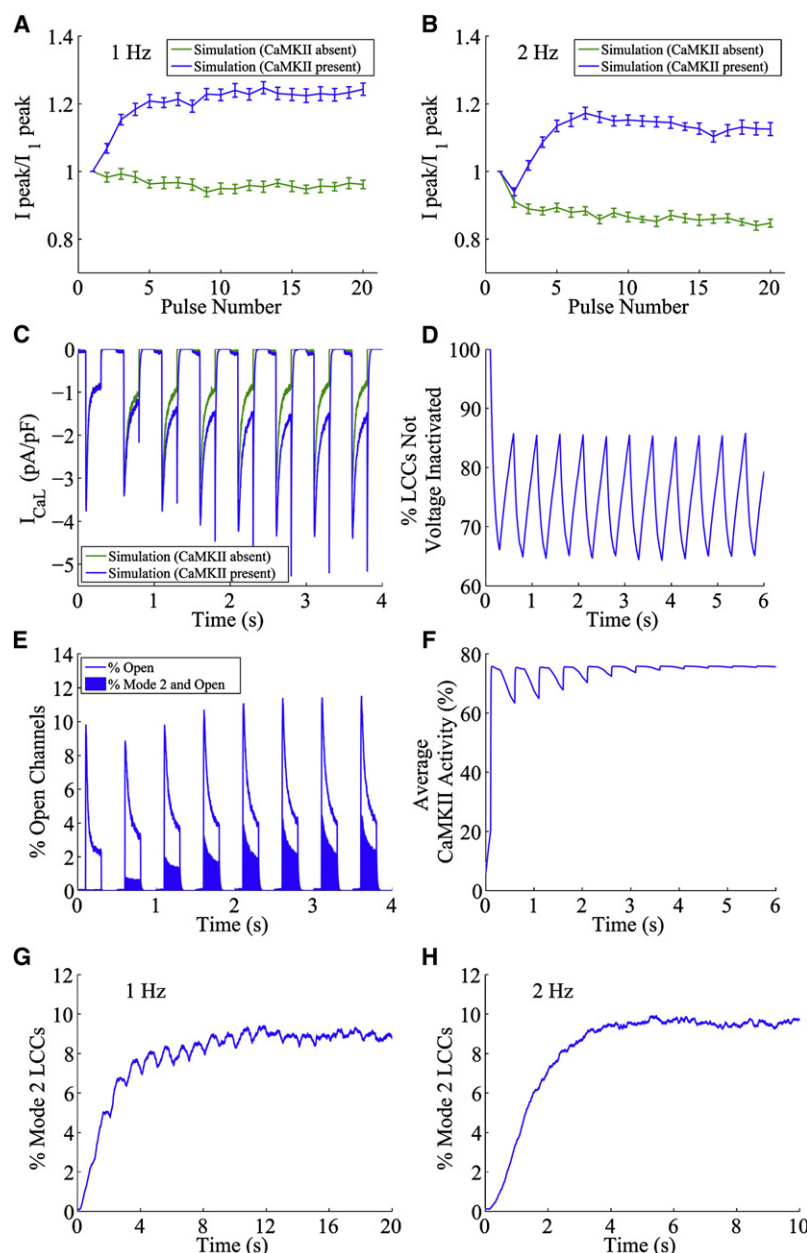 A
1 Hz
Simulation (CaMKII absent)
Simulation (CaMKII present)
I peak/I 1 peak
1.4
1.2
1
0.8
0 5 10 15 20
Pulse Number
B
2 Hz
Simulation (CaMKII absent)
Simulation (CaMKII present)
I peak/I 1 peak
1.4
1.2
1
0.8
0 5 10 15 20
Pulse Number
C
I CaL (pA/pF)
0
−1
−2
−3
−4
−5
Simulation (CaMKII absent)
Simulation (CaMKII present)
0 1 2 3 4
Time (s)
D
% LCCs Not
Voltage Inactivated
100
90
80
70
60
0 1 2 3 4 5 6
Time (s)
E
% Open
% Mode 2 and Open
% Open Channels
14
12
10
8
6
4
2
0
0 1 2 3 4
Time (s)
F
Average
CaMKII Activity (%)
80
60
40
20
0
0 1 2 3 4 5 6
Time (s)
G
1 Hz
% Mode 2 LCCs
12
10
8
6
4
2
0
0 4 8 12 16 20
Time (s)
H
2 Hz
% Mode 2 LCCs
12
10
8
6
4
2
0
0 2 4 6 8 10
Time (s)